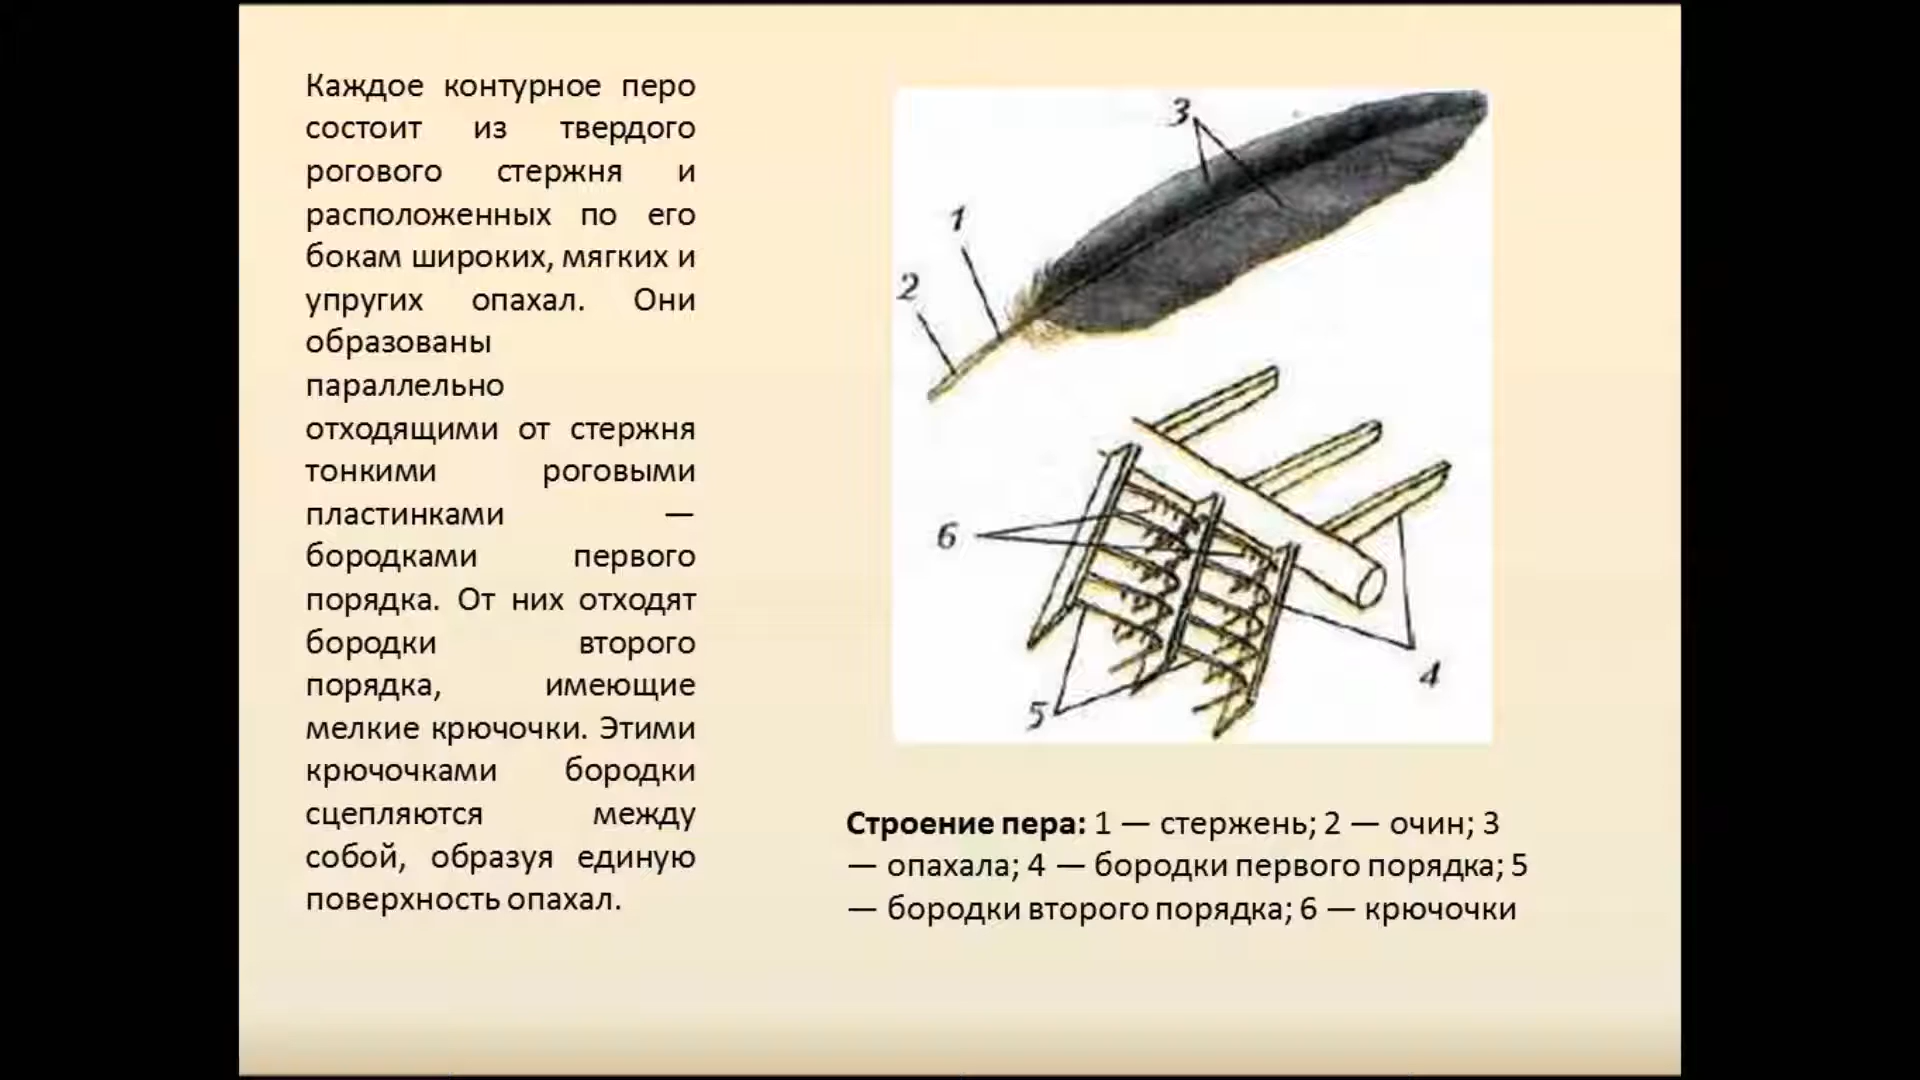 Каждое контурное перо
состоит из твердого
рогового стержня и
расположенных по его
бокам широких, мягких и
упругих опахал. Они
образованы
параллельно
отходящими от стержня
тонкими роговыми
пластинками —
бородками первого
порядка. От них отходят
бородки второго
порядка, имеющие
мелкие крючочки. Этими
крючочками бородки
сцепляются между
собой, образуя единую
поверхность опахал.
3
1
2
6
5
4
Строение пера: 1 — стержень; 2 — очин; 3
— опахала; 4 — бородки первого порядка; 5
— бородки второго порядка; 6 — крючочки